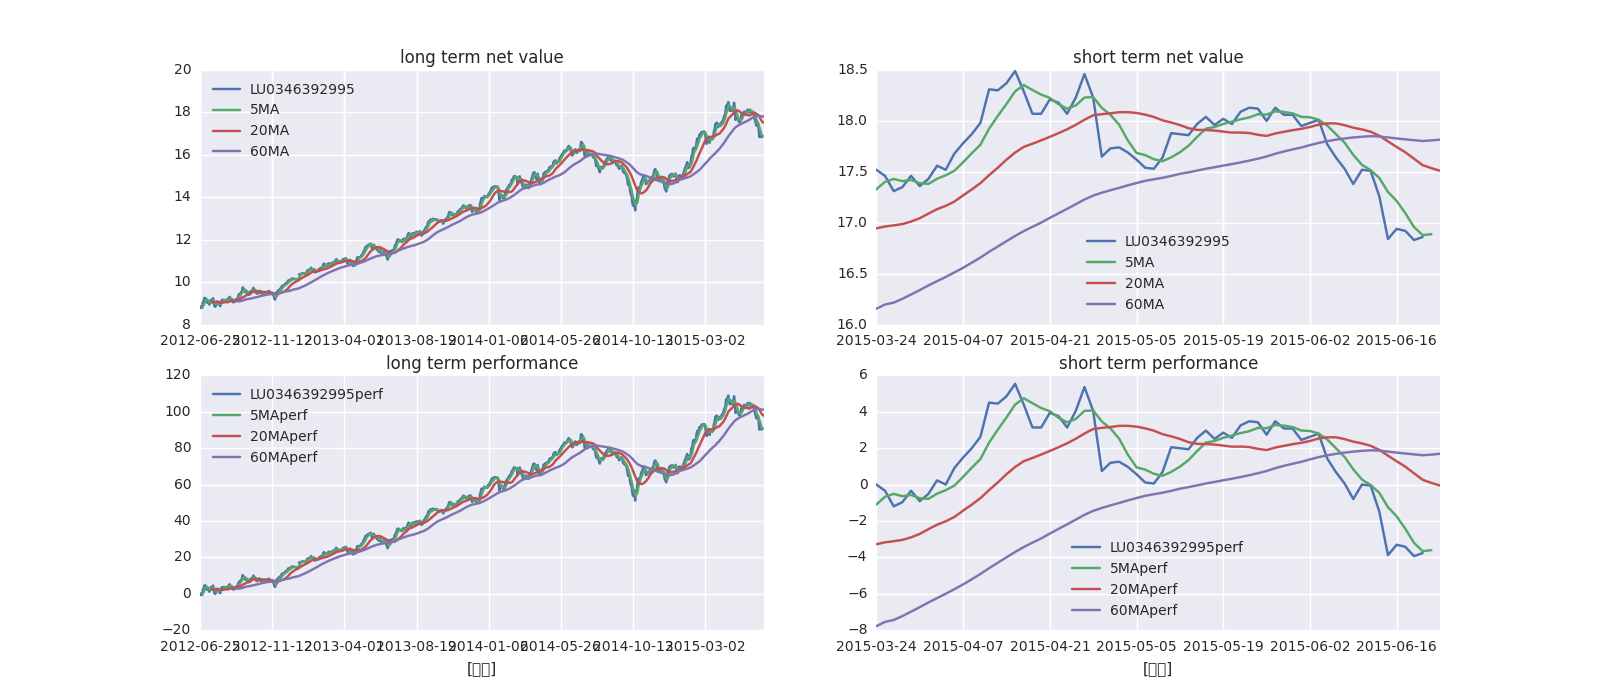 long term net value
20
18
16
14
12
10
8
LU0346392995
5MA
20MA
60MA
2012-06-25 2012-11-12 2013-04-01 2013-08-19 2014-01-06 2014-05-26 2014-10-13 2015-03-02
short term net value
18.5
18.0
17.5
17.0
16.5
16.0
LU0346392995
5MA
20MA
60MA
2015-03-24 2015-04-07 2015-04-21 2015-05-05 2015-05-19 2015-06-02 2015-06-16
long term performance
120
100
80
60
40
20
0
−20
LU0346392995perf
5MAperf
20MAperf
60MAperf
2012-06-25 2012-11-12 2013-04-01 2013-08-19 2014-01-06 2014-05-26 2014-10-13 2015-03-02
short term performance
6
4
2
0
−2
−4
−6
−8
LU0346392995perf
5MAperf
20MAperf
60MAperf
2015-03-24 2015-04-07 2015-04-21 2015-05-05 2015-05-19 2015-06-02 2015-06-16